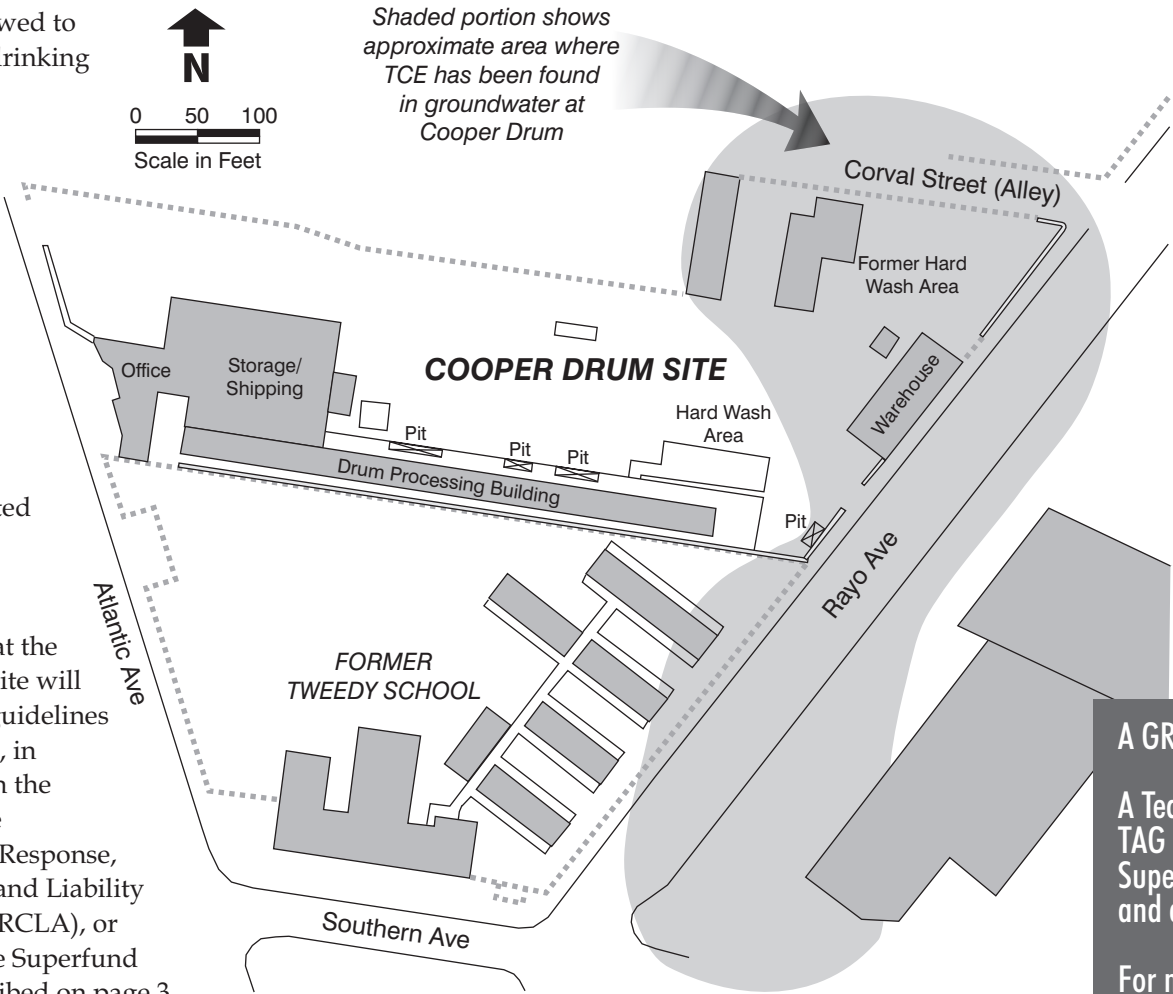 wed to
rinking
N
0 50 100
Scale in Feet
Shaded portion shows
approximate area where
TCE has been found
in groundwater at
Cooper Drum
Corval Street (Alley)
Former Hard
Wash Area
Office
Storage/
Shipping
COOPER DRUM SITE
Warehouse
Hard Wash
Area
Pit
Pit
Pit
Drum Processing Building
Pit
Rayo Ave
Atlantic Ave
FORMER
TWEEDY SCHOOL
Southern Ave
ed
at the
ite will
guidelines
, in
n the
e
Response,
and Liability
RCLA), or
e Superfund
ibed on page 3
A GR
A Tec
TAG
Supe
and
For